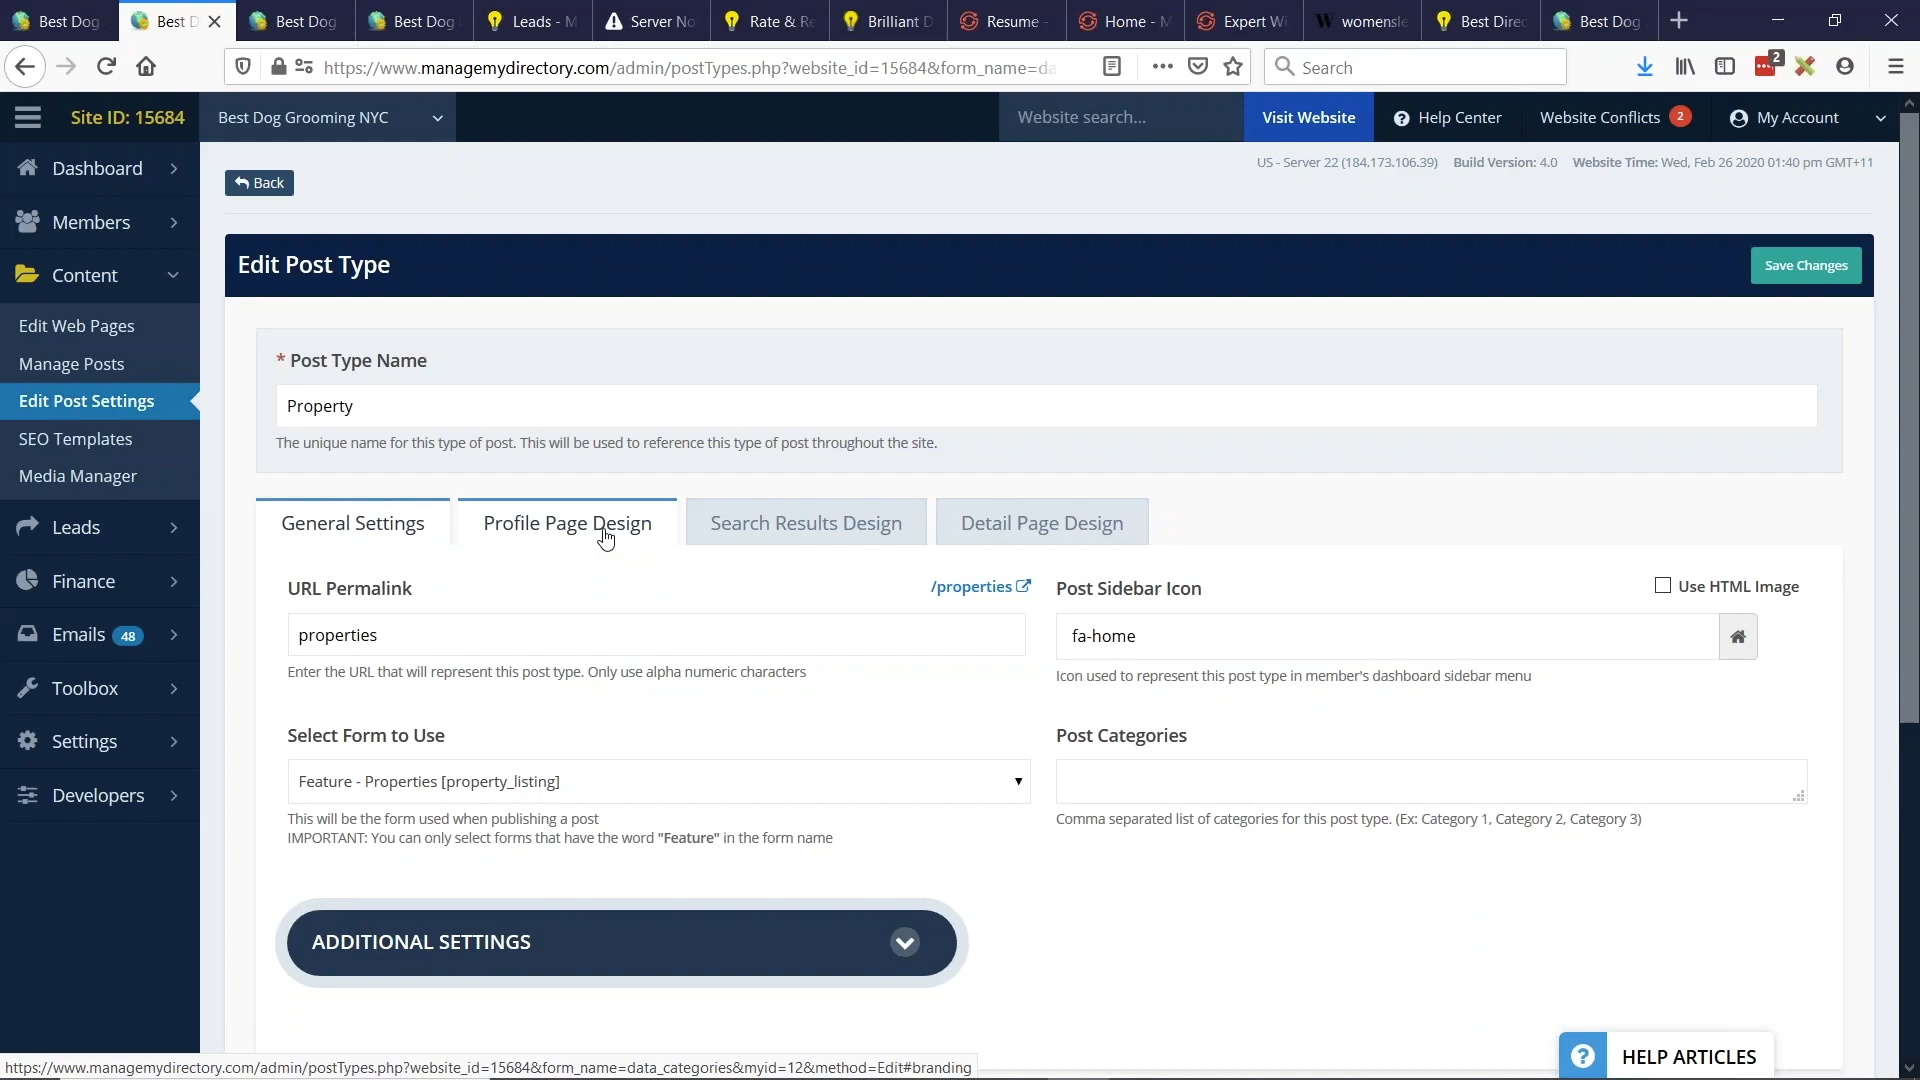 Best Dog
Best D
Best Dog
Best Dog
Leads - M
Server No
Rate & Re
Brilliant D
Resume -
Home - M
Expert Wi
womensle
Best Direc
Best Dog
https://www.managemydirectory.com/admin/postTypes.php?website_id=15684&form_name=da
Search
2
Site ID: 15684
Best Dog Grooming NYC
Website search...
Visit Website
Help Center
Website Conflicts 2
My Account
US - Server 22 (184.173.106.39) Build Version: 4.0 Website Time: Wed, Feb 26 2020 01:40 pm GMT+11
Back
Dashboard
Members
Content
Edit Web Pages
Manage Posts
Edit Post Settings
SEO Templates
Media Manager
Leads
Finance
Emails 48
Toolbox
Settings
Developers
Edit Post Type
Save Changes
* Post Type Name
Property
The unique name for this type of post. This will be used to reference this type of post throughout the site.
General Settings
Profile Page Design
Search Results Design
Detail Page Design
URL Permalink
/properties
properties
Enter the URL that will represent this post type. Only use alpha numeric characters
Post Sidebar Icon
Use HTML Image
fa-home
Icon used to represent this post type in member's dashboard sidebar menu
Select Form to Use
Feature - Properties [property_listing]
This will be the form used when publishing a post
IMPORTANT: You can only select forms that have the word "Feature" in the form name
Post Categories
Comma separated list of categories for this post type. (Ex: Category 1, Category 2, Category 3)
ADDITIONAL SETTINGS
? HELP ARTICLES
https://www.managemydirectory.com/admin/postTypes.php?website_id=15684&form_name=data_categories&myid=12&method=Edit#branding